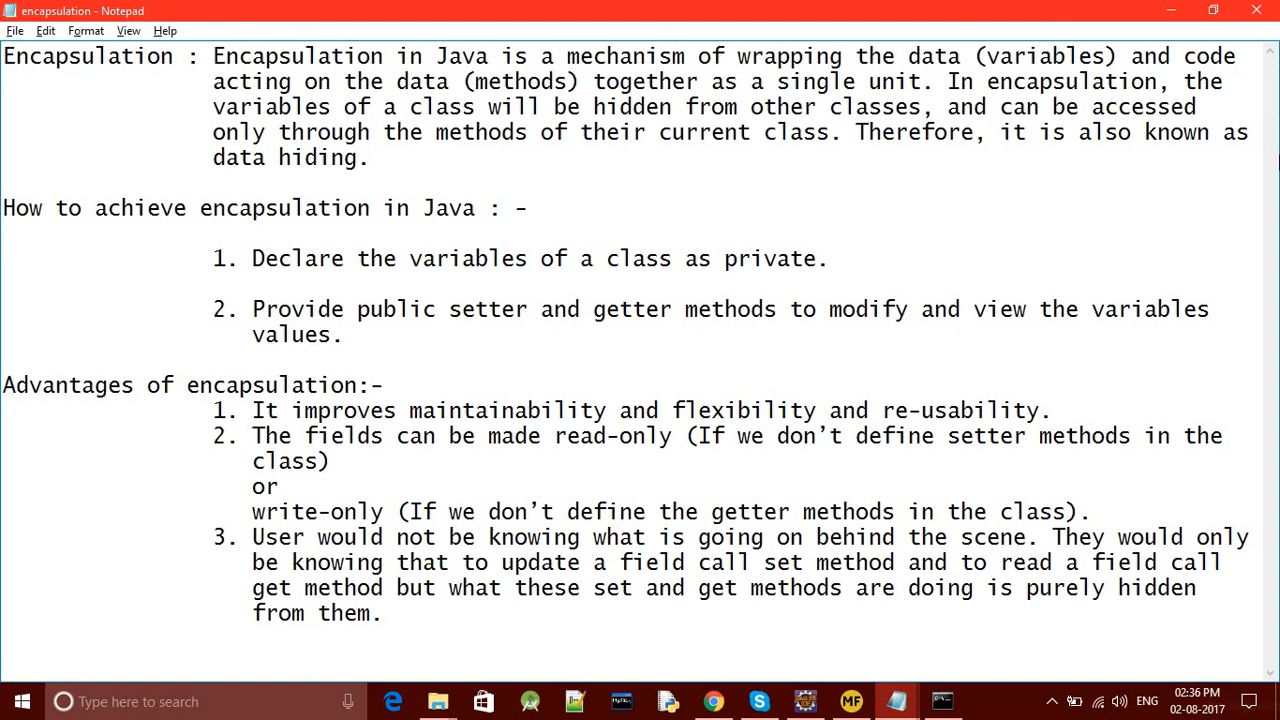 encapsulation - Notepad
File Edit Format View Help
Encapsulation : Encapsulation in Java is a mechanism of wrapping the data (variables) and code
acting on the data (methods) together as a single unit. In encapsulation, the
variables of a class will be hidden from other classes, and can be accessed
only through the methods of their current class. Therefore, it is also known as
data hiding.
How to achieve encapsulation in Java : -
1. Declare the variables of a class as private.
2. Provide public setter and getter methods to modify and view the variables
values.
Advantages of encapsulation:-
1. It improves maintainability and flexibility and re-usability.
2. The fields can be made read-only (If we don’t define setter methods in the
class)
or
write-only (If we don’t define the getter methods in the class).
3. User would not be knowing what is going on behind the scene. They would only
be knowing that to update a field call set method and to read a field call
get method but what these set and get methods are doing is purely hidden
from them.
Type here to search
MF
ENG
02:36 PM
02-08-2017